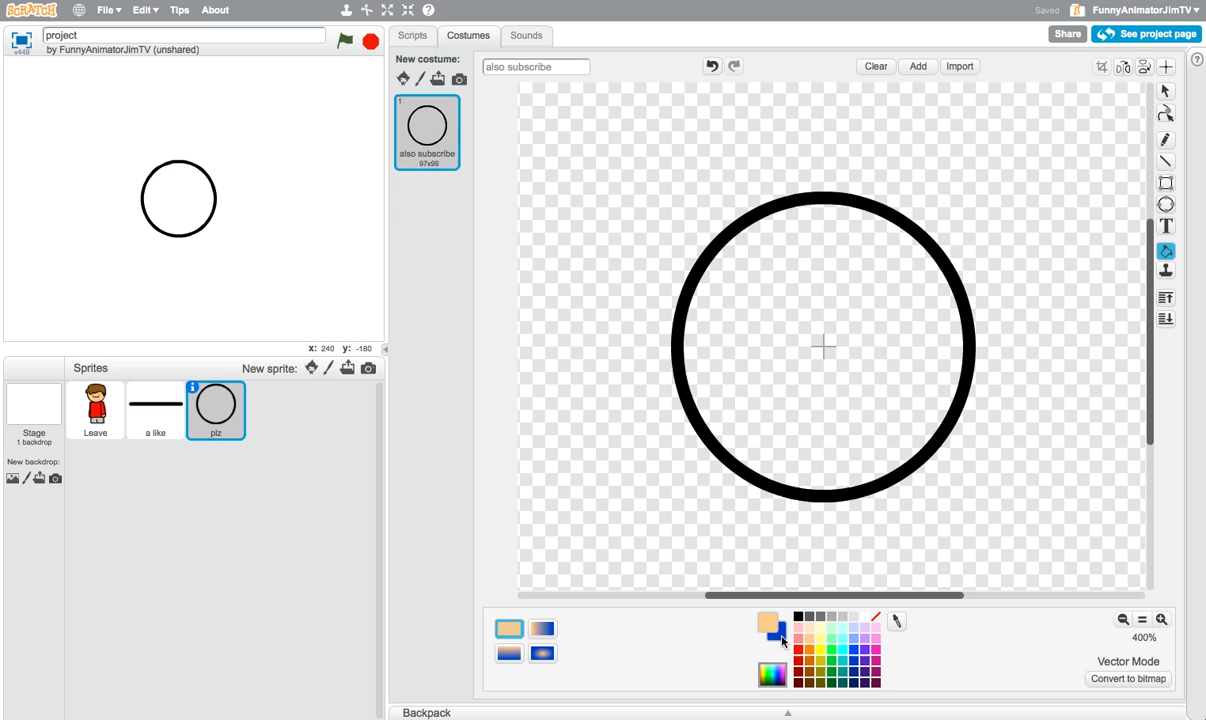 SCRATCH File Edit Tips About Saved FunnyAnimatorJimTV
v449 project
by FunnyAnimatorJimTV (unshared)
Scripts Costumes Sounds Share See project page
New costume: also subscribe Clear Add Import
1
also subscribe
97x99
x: 240 y: -180
Sprites New sprite:
Stage
1 backdrop
Leave a like plz
New backdrop:
T
400%
Vector Mode
Convert to bitmap
Backpack